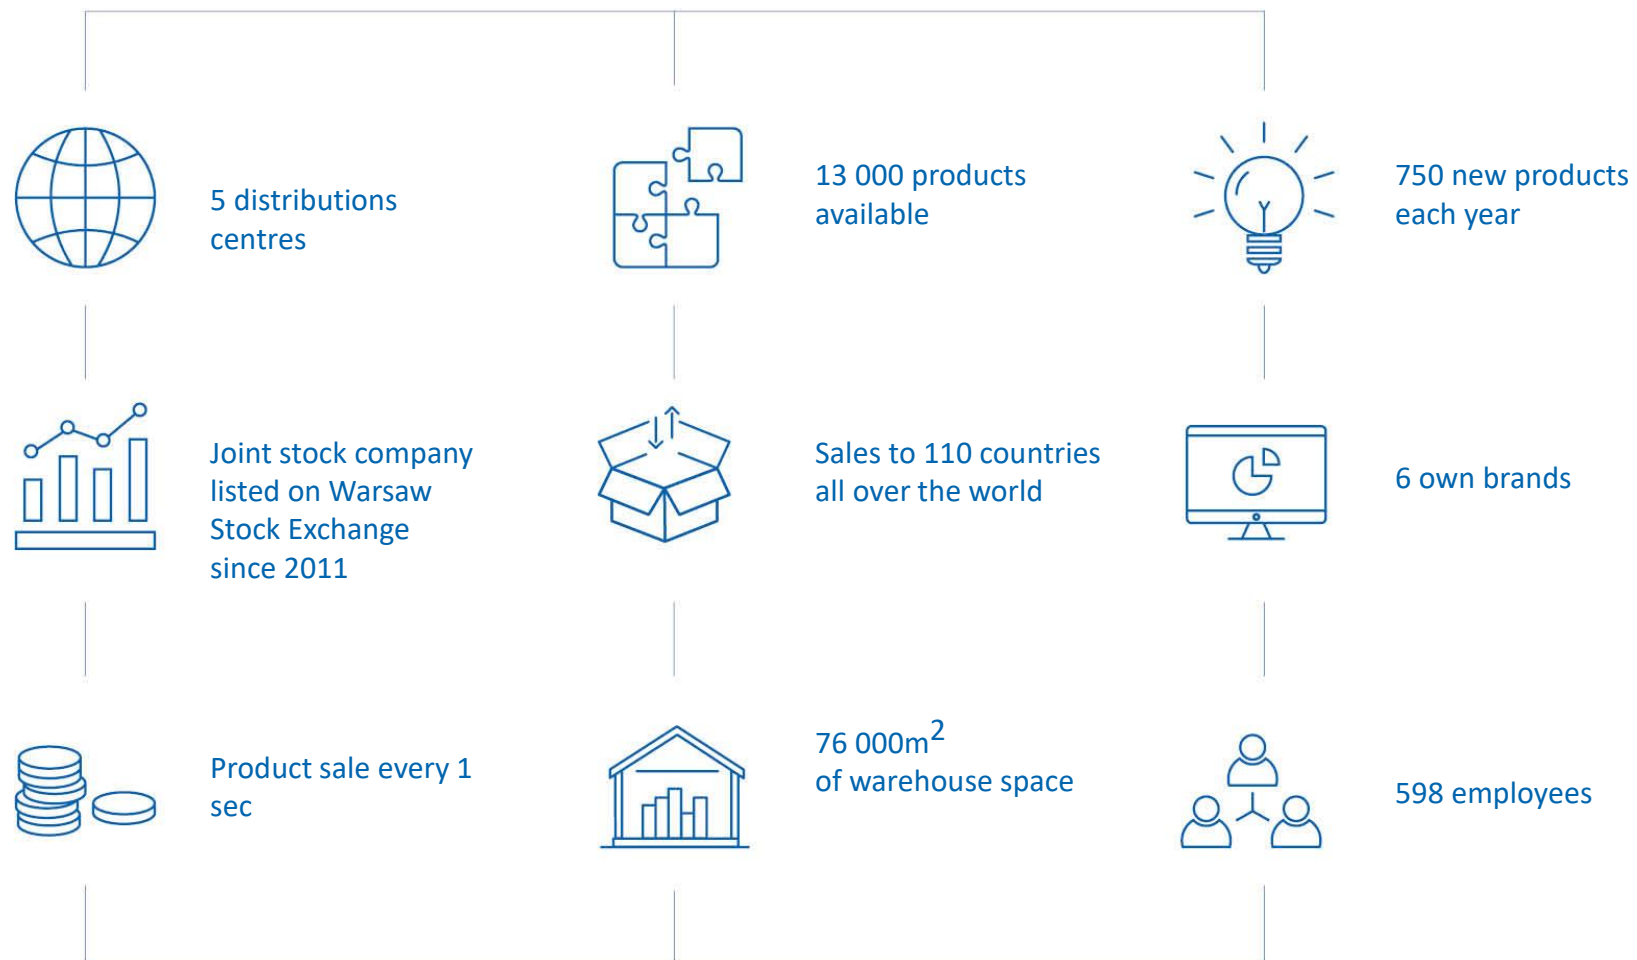 5 distributions
centres
13 000 products
available
750 new products
each year
Joint stock company
listed on Warsaw
Stock Exchange
since 2011
Sales to 110 countries
all over the world
6 own brands
Product sale every 1
sec
76 000m²
of warehouse space
598 employees